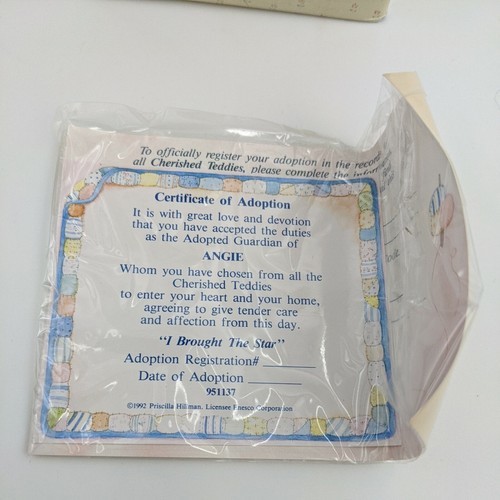 To officially register your adoption in the records
all Cherished Teddies, please complete the
Certificate of Adoption
It is with great love and devotion
that you have accepted the duties
as the Adopted Guardian of
ANGIE
Whom you have chosen from all the
Cherished Teddies
to enter your heart and your home,
agreeing to give tender care
and affection from this day.
"I Brought The Star"
Adoption Registration# ________
Date of Adoption ________
951137
©1992 Priscilla Hillman, Licensee Enesco Corporation